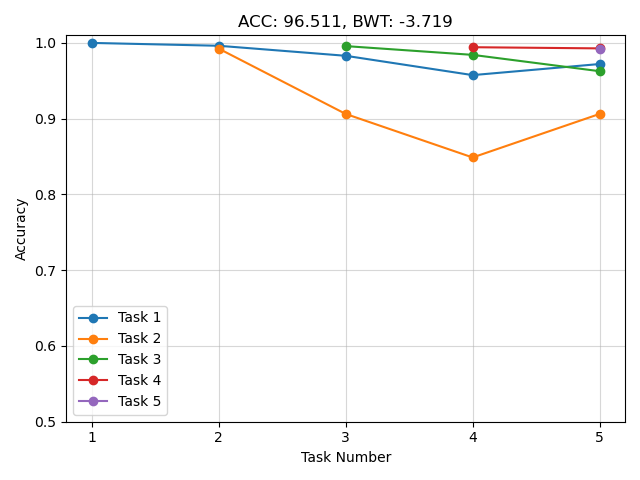 ACC: 96.511, BWT: -3.719
1.0
0.9
0.8
0.7
0.6
0.5
Accuracy
Task 1
Task 2
Task 3
Task 4
Task 5
1 2 3 4 5
Task Number